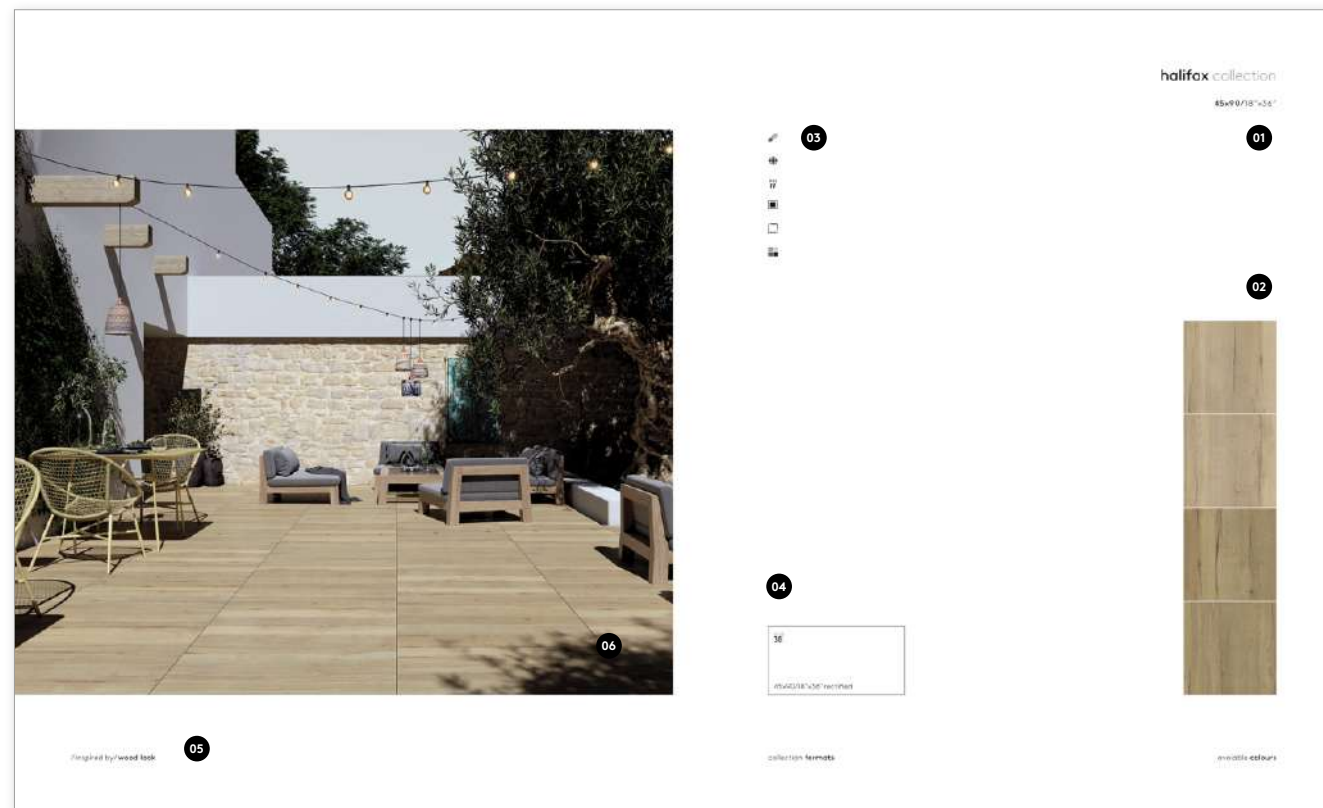 halifax collection
45x90/18"x36"
03
01
02
04
38
45x90/18"x36" rectified
06
05
//inspired by//wood look
collection formats
available colours